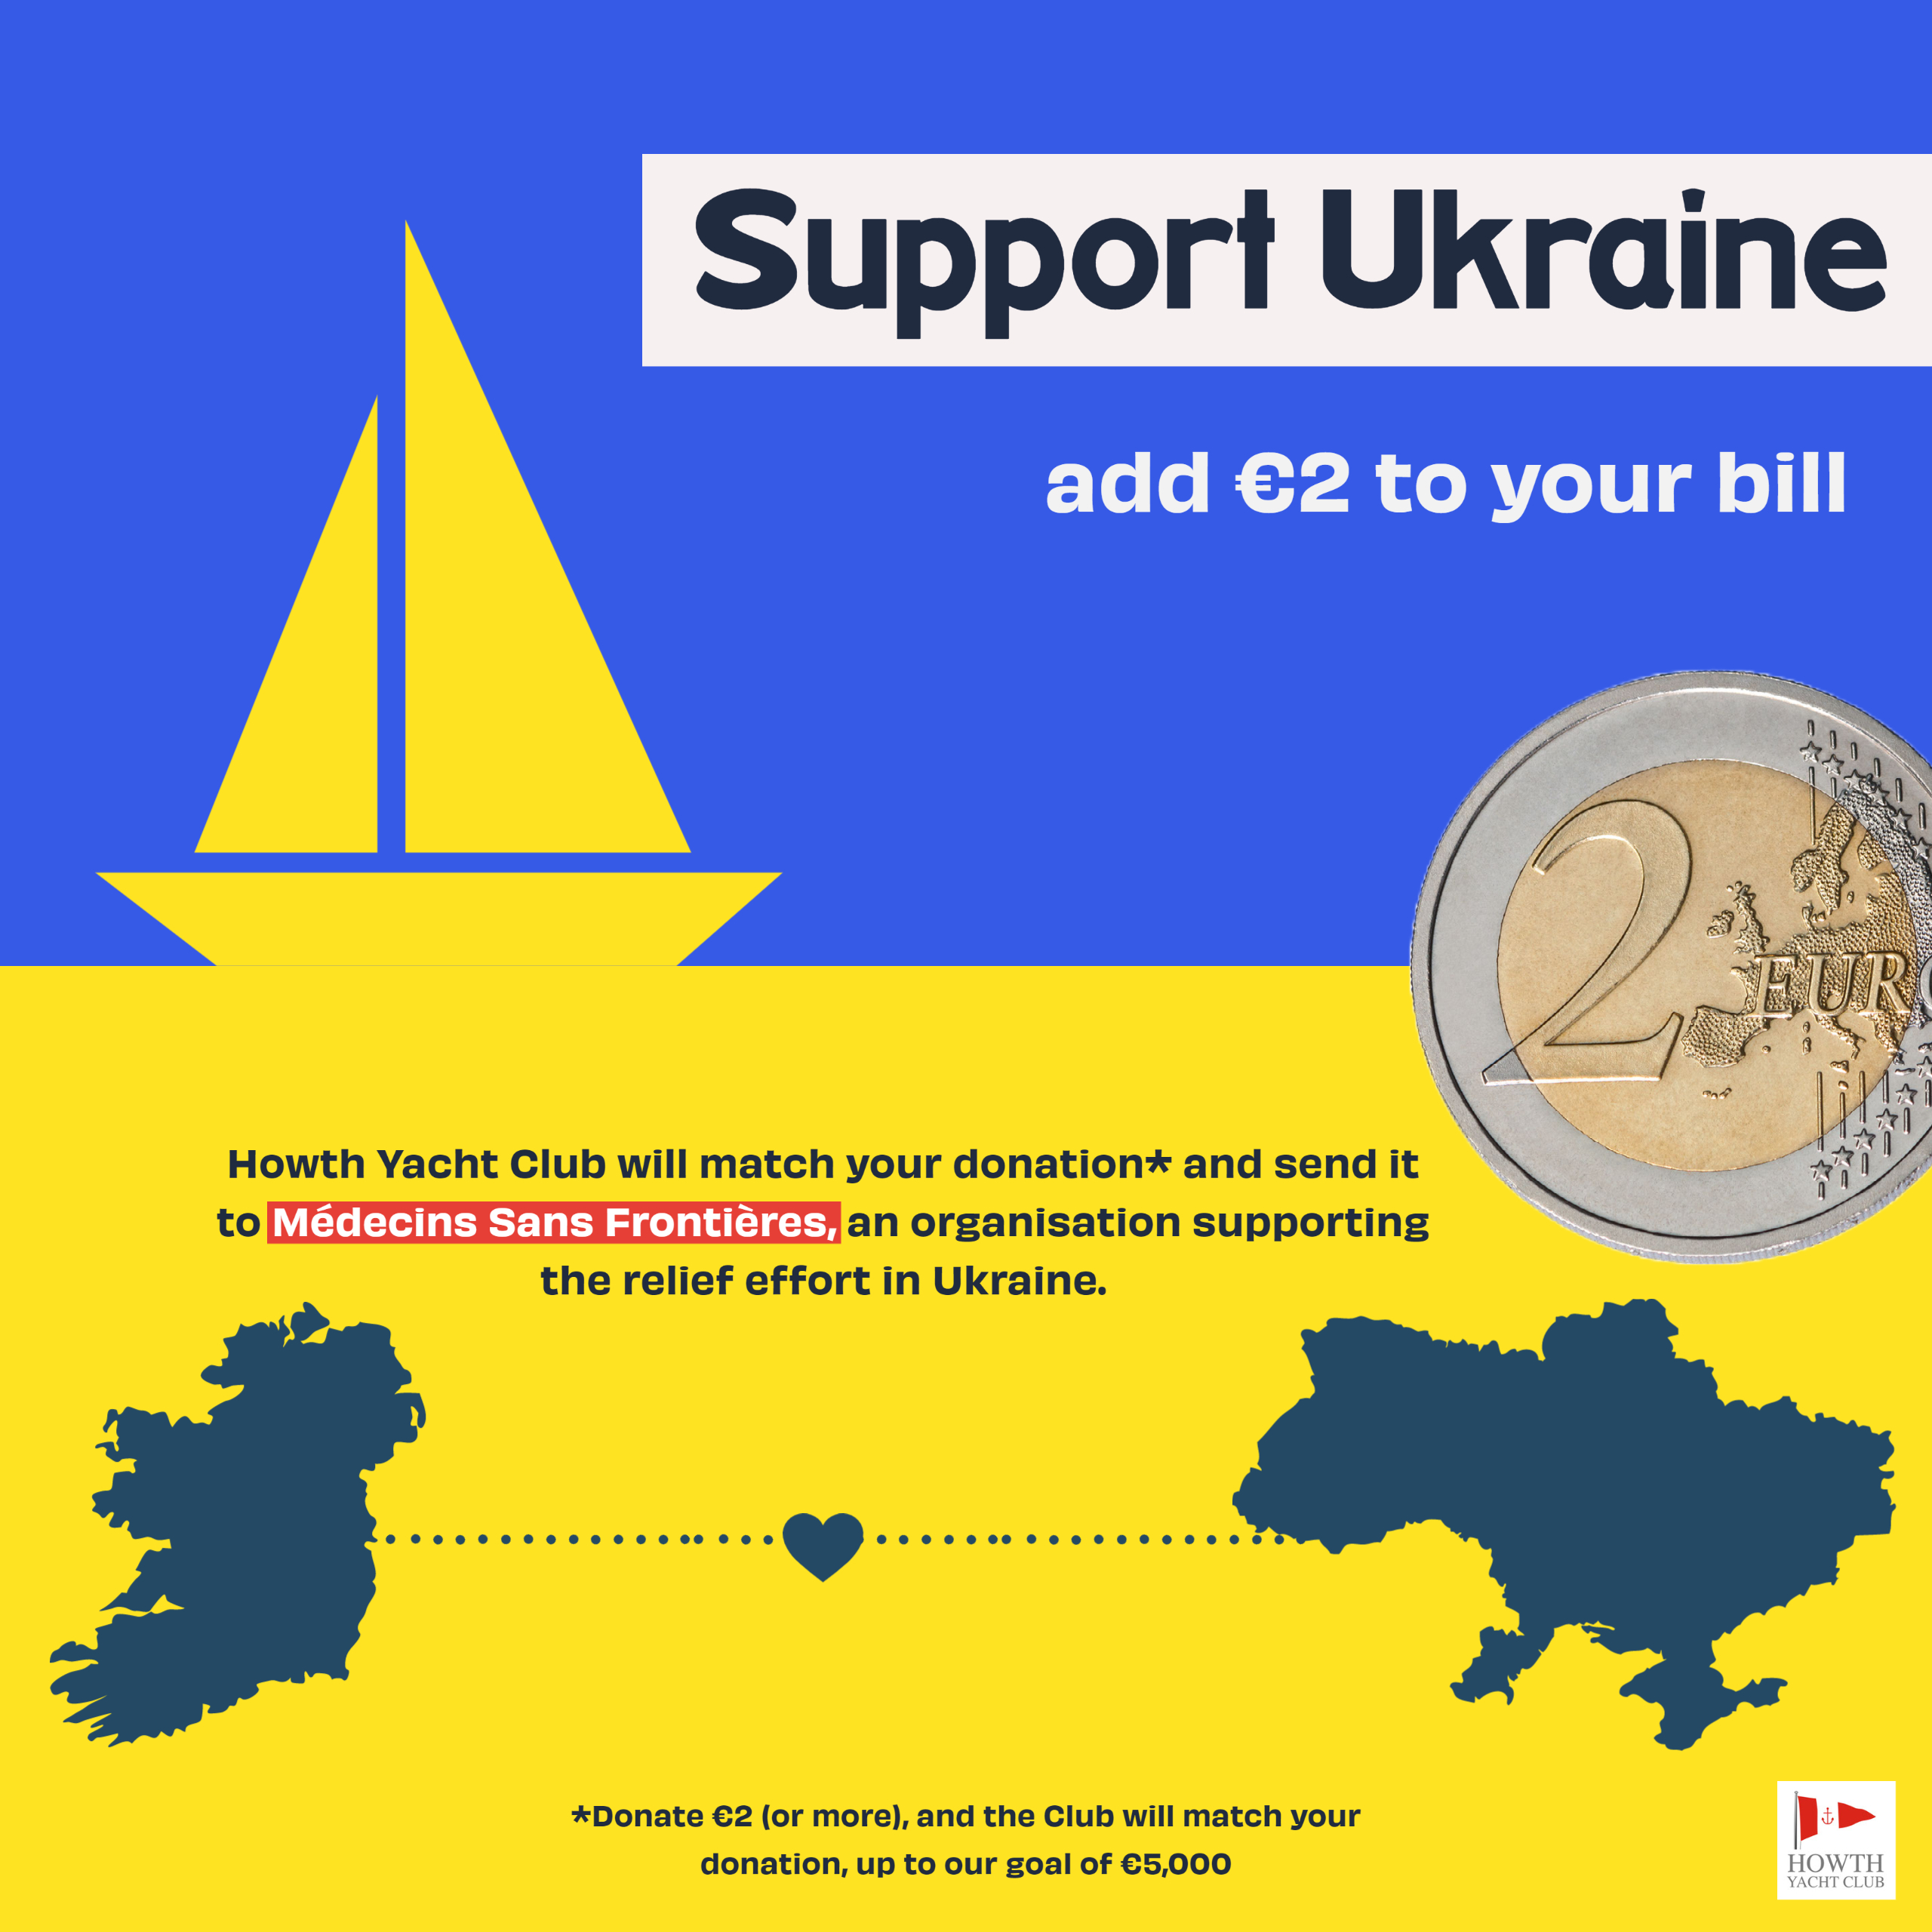 Support Ukraine
add €2 to your bill
2
EUR
Howth Yacht Club will match your donation* and send it
to Médecins Sans Frontières, an organisation supporting
the relief effort in Ukraine.
*Donate €2 (or more), and the Club will match your
donation, up to our goal of €5,000
HOWTH
YACHT CLUB